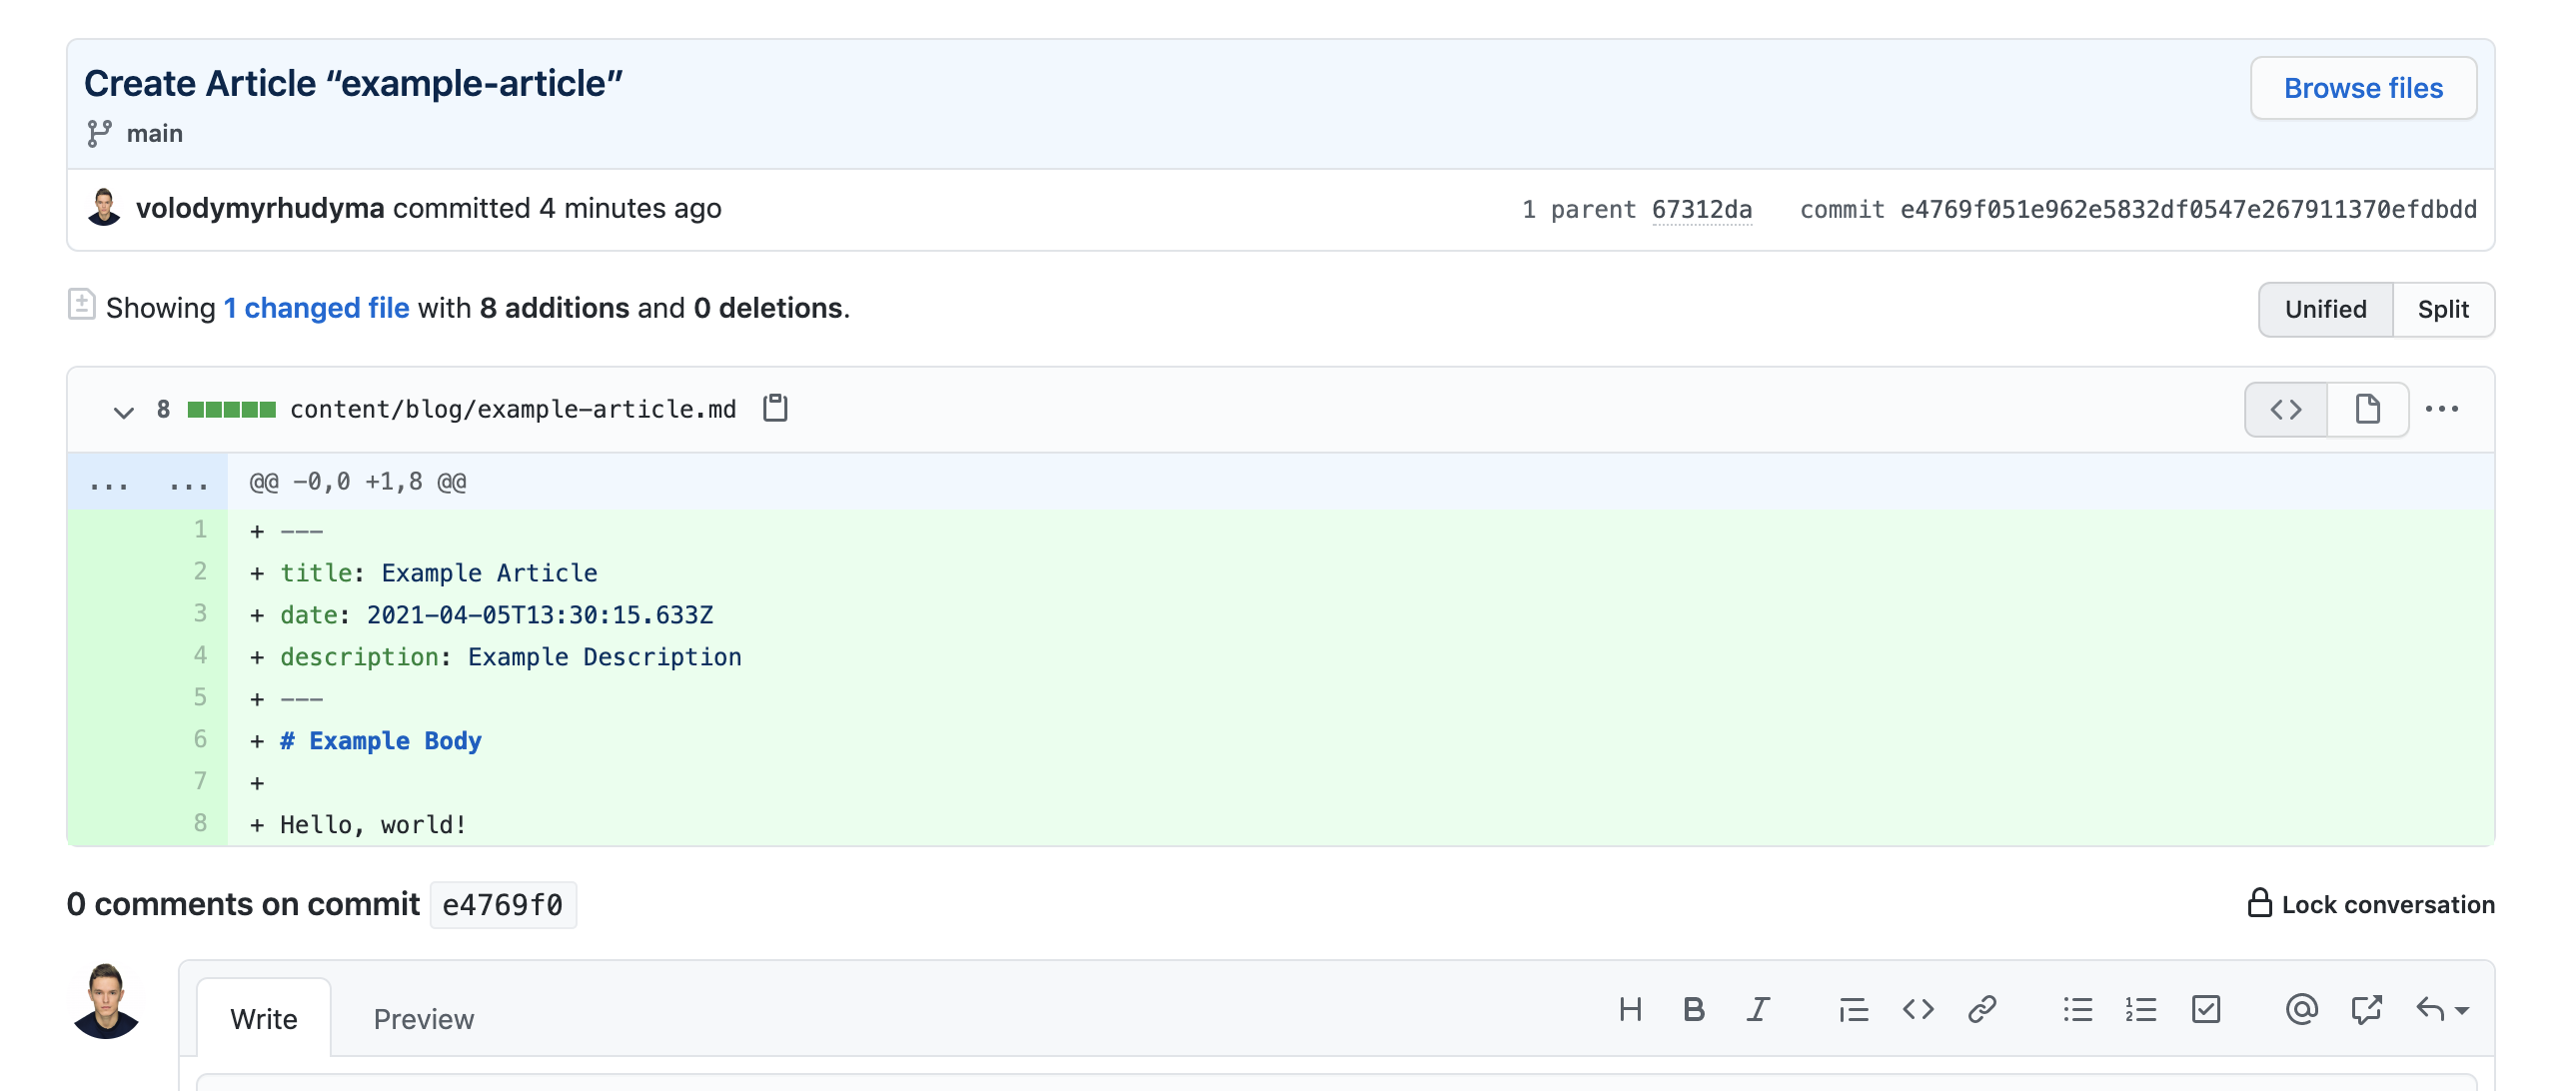 Create Article “example-article”
Browse files
main
volodymyrhudyma committed 4 minutes ago
1 parent 67312da commit e4769f051e962e5832df0547e267911370efdbdd
Showing 1 changed file with 8 additions and 0 deletions.
Unified Split
8 content/blog/example-article.md
... ... @@ -0,0 +1,8 @@
1 + ---
2 + title: Example Article
3 + date: 2021-04-05T13:30:15.633Z
4 + description: Example Description
5 + ---
6 + # Example Body
7 +
8 + Hello, world!
0 comments on commit e4769f0
Lock conversation
Write Preview